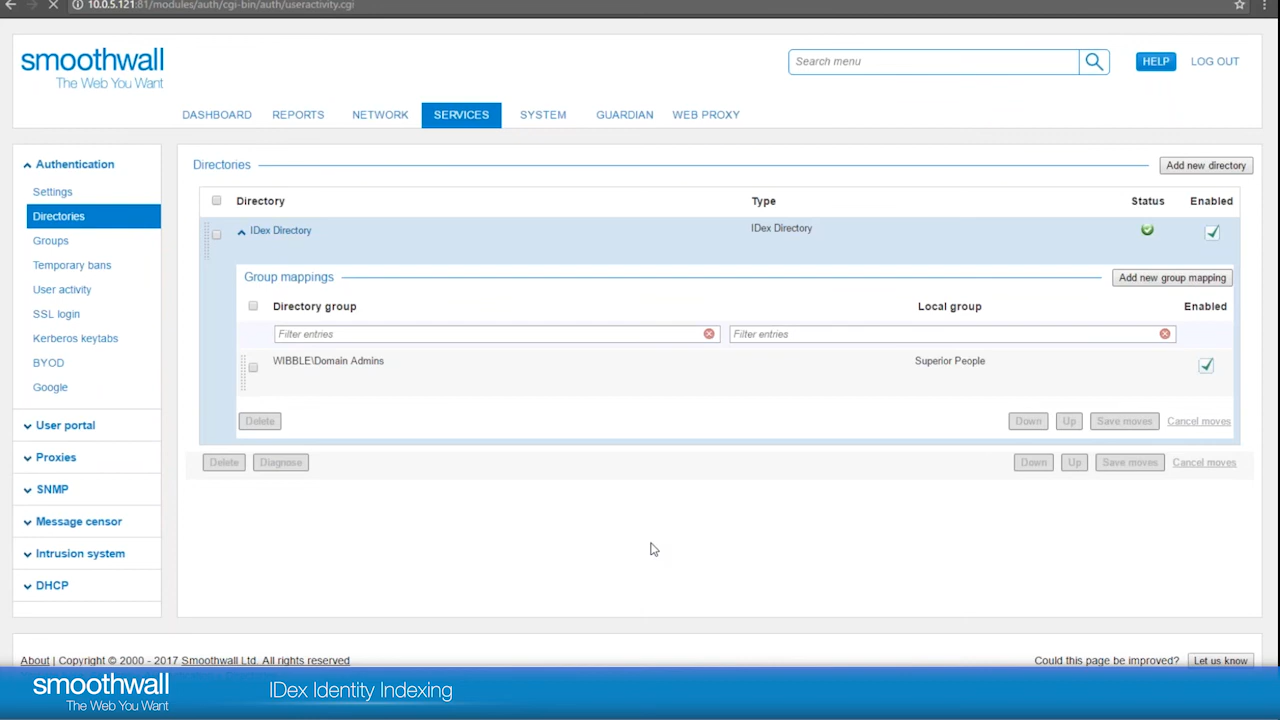 10.0.5.121:81/modules/auth/cgi-bin/auth/useractivity.cgi
smoothwall
The Web You Want
Search menu
HELP
LOG OUT
DASHBOARD REPORTS NETWORK SERVICES SYSTEM GUARDIAN WEB PROXY
Authentication
Settings
Directories
Groups
Temporary bans
User activity
SSL login
Kerberos keytabs
BYOD
Google
User portal
Proxies
SNMP
Message censor
Intrusion system
DHCP
Directories
Add new directory
Directory Type Status Enabled
IDex Directory IDex Directory
Group mappings
Add new group mapping
Directory group Local group Enabled
Filter entries Filter entries
WIBBLE\Domain Admins Superior People
Delete Down Up Save moves Cancel moves
Delete Diagnose Down Up Save moves Cancel moves
About | Copyright © 2000 - 2017 Smoothwall Ltd. All rights reserved
Could this page be improved? Let us know
smoothwall
The Web You Want
IDex Identity Indexing